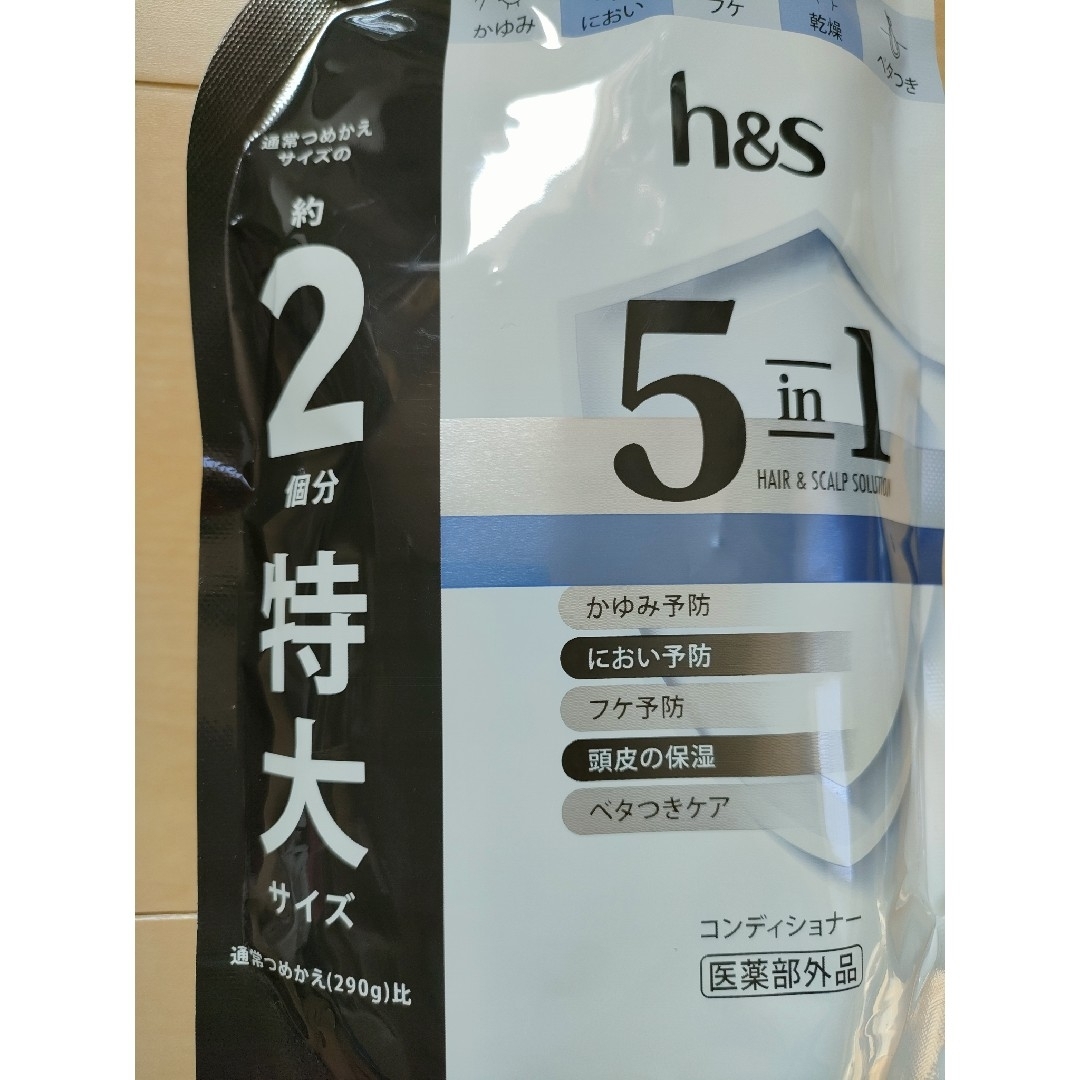 かゆみ
におい
フケ
乾燥
ベタつき
通常つめかえ
サイズの
約
2
個分
特大
サイズ
通常つめかえ(290g)比
h&s
5 in 1
HAIR & SCALP SOLUTION
かゆみ予防
におい予防
フケ予防
頭皮の保湿
ベタつきケア
コンディショナー
医薬部外品